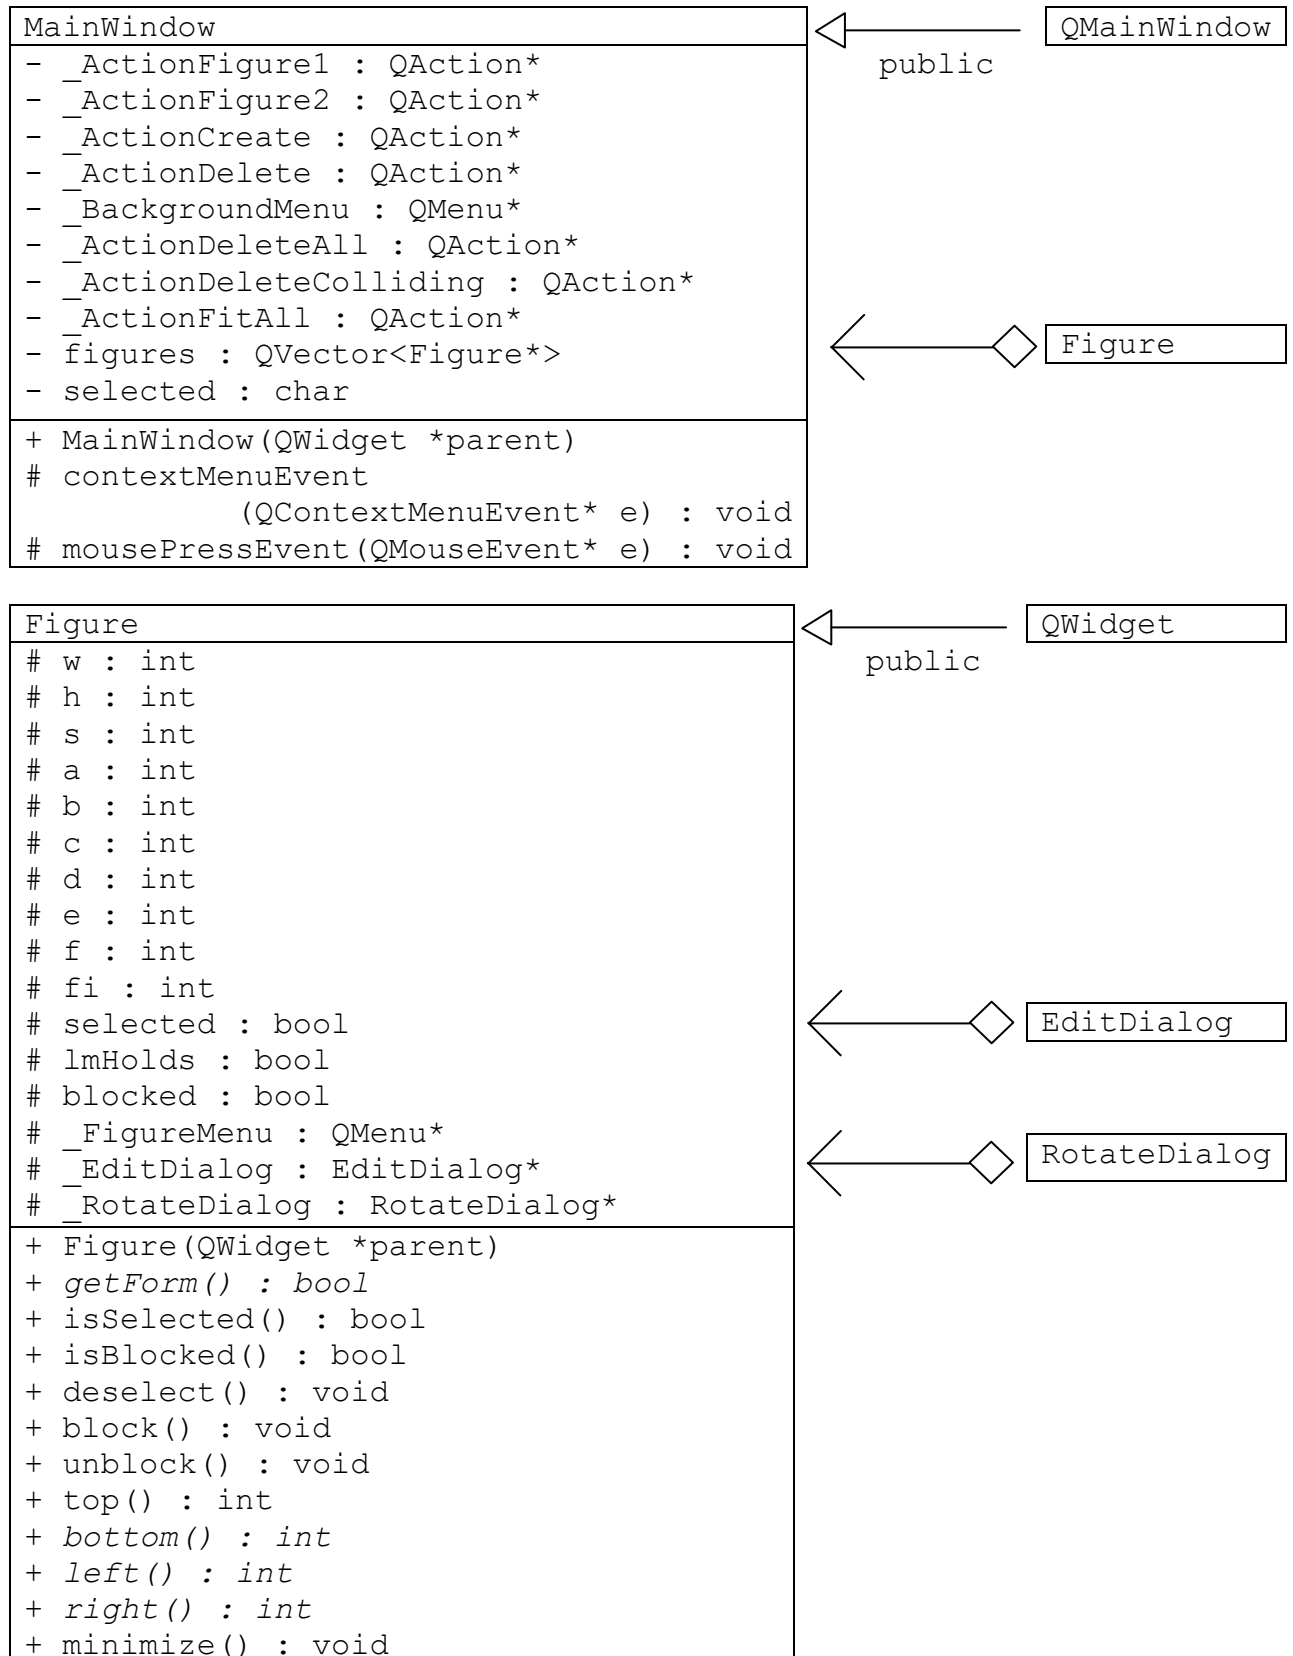 MainWindow
QMainWindow
public
- _ActionFigure1 : QAction*
- _ActionFigure2 : QAction*
- _ActionCreate : QAction*
- _ActionDelete : QAction*
- _BackgroundMenu : QMenu*
- _ActionDeleteAll : QAction*
- _ActionDeleteColliding : QAction*
- _ActionFitAll : QAction*
- figures : QVector<Figure*>
Figure
- selected : char
+ MainWindow(QWidget *parent)
# contextMenuEvent
(QContextMenuEvent* e) : void
# mousePressEvent(QMouseEvent* e) : void
Figure
QWidget
public
# w : int
# h : int
# s : int
# a : int
# b : int
# c : int
# d : int
# e : int
# f : int
# fi : int
# selected : bool
EditDialog
# lmHolds : bool
# blocked : bool
# _FigureMenu : QMenu*
# _EditDialog : EditDialog*
RotateDialog
# _RotateDialog : RotateDialog*
+ Figure(QWidget *parent)
+ getForm() : bool
+ isSelected() : bool
+ isBlocked() : bool
+ deselect() : void
+ block() : void
+ unblock() : void
+ top() : int
+ bottom() : int
+ left() : int
+ right() : int
+ minimize() : void